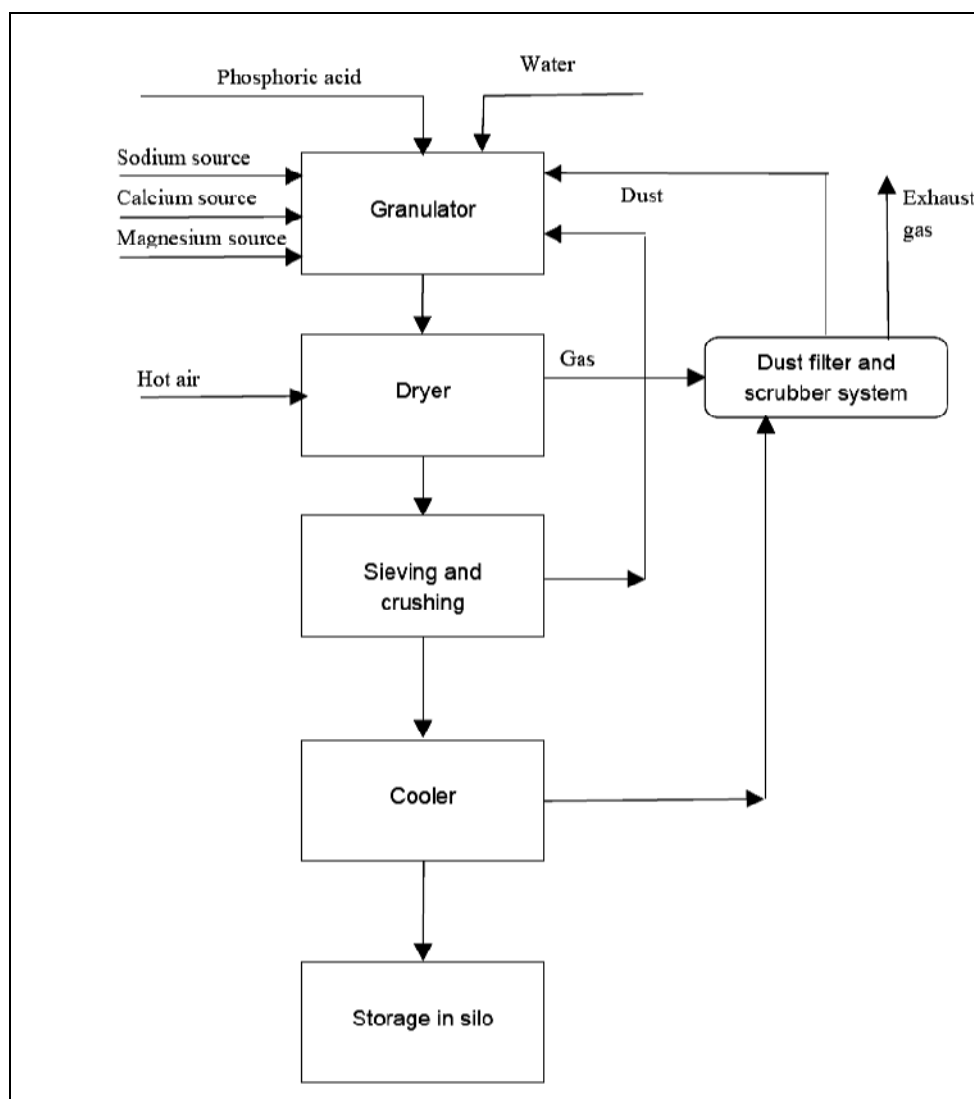 Water
Phosphoric acid
Sodium source
Calcium source
Magnesium source
Granulator
Dust
Exhaust
gas
Hot air
Dryer
Gas
Dust filter and
scrubber system
Sieving and
crushing
Cooler
Storage in silo